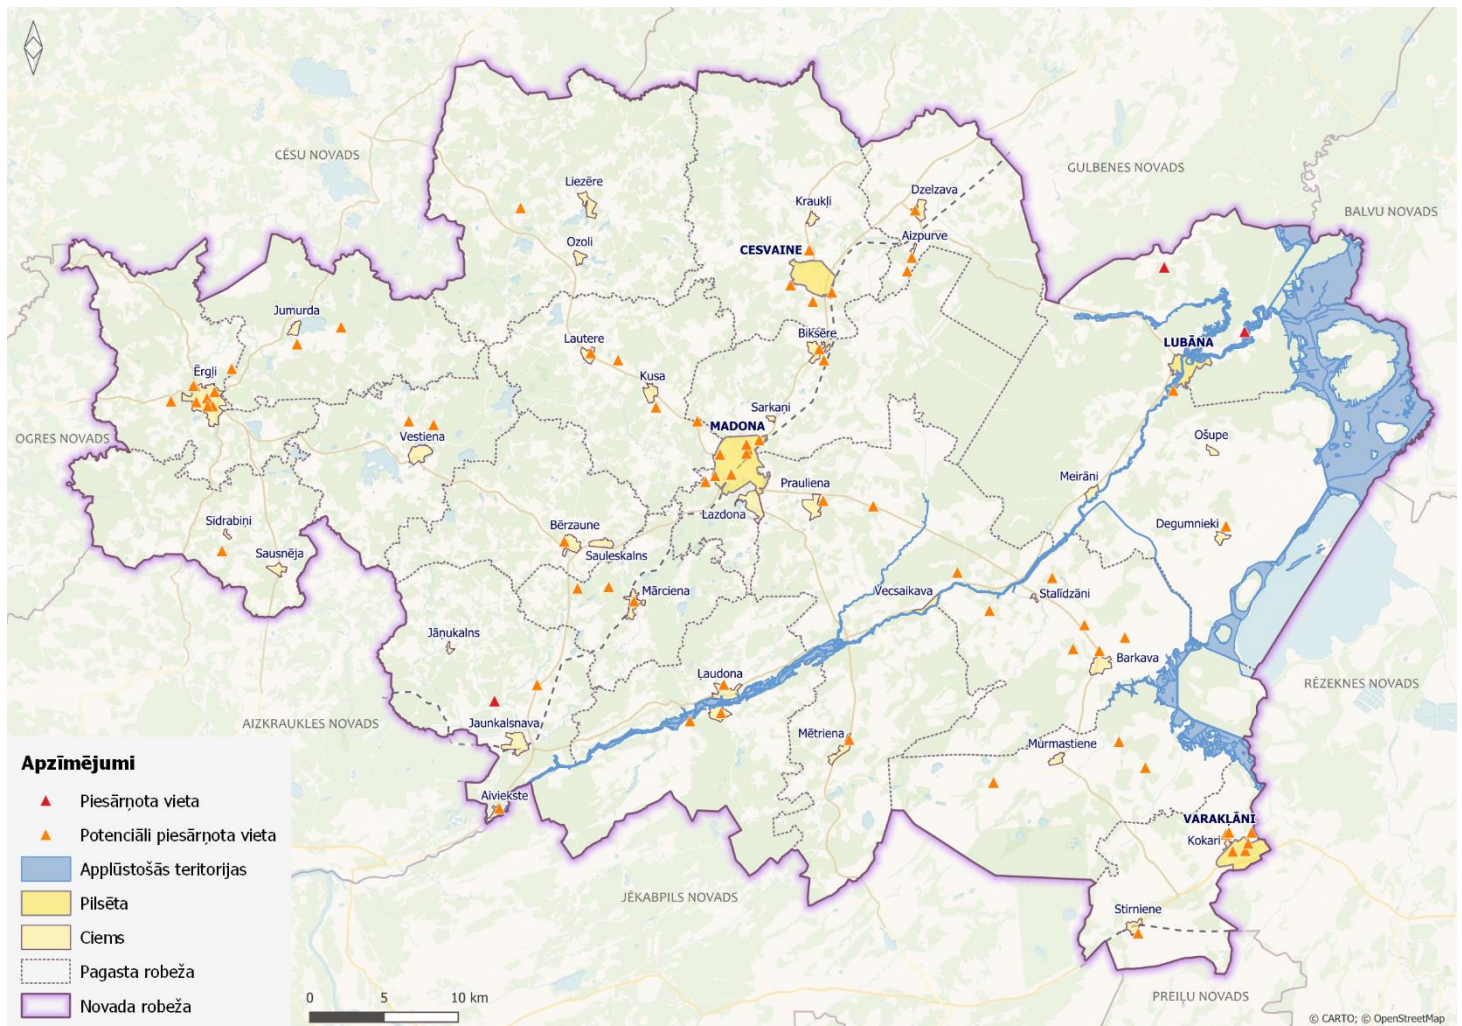 CĒSU NOVADS
GULBENES NOVADS
BALVU NOVADS
Liezēre
Kraukļi
Dzelzava
Ozoli
CESVAINE
Aizpurve
Jumurda
Lautere
Biksēre
LUBĀNA
Ērgļi
Kusa
Sarkaņi
OGRES NOVADS
Vestiena
MADONA
Ošupe
Meirāni
Prauliena
Sidrabiņi
Lazdona
Degumnieki
Bērzaune
Sausnēja
Sauleskalns
Mārciena
Vecsaikava
Stalīdzāni
Jāņukalns
Barkava
Ļaudona
RĒZEKNES NOVADS
AIZKRAUKLES NOVADS
Jaunkalsnava
Mētriena
Murmastiene
Aiviekste
VARAKĻĀNI
Kokari
JĒKABPILS NOVADS
Stirniene
PREIĻU NOVADS
Apzīmējumi
Piesārņota vieta
Potenciāli piesārņota vieta
Applūstošās teritorijas
Pilsēta
Ciems
Pagasta robeža
Novada robeža
0 5 10 km
© CARTO; © OpenStreetMap